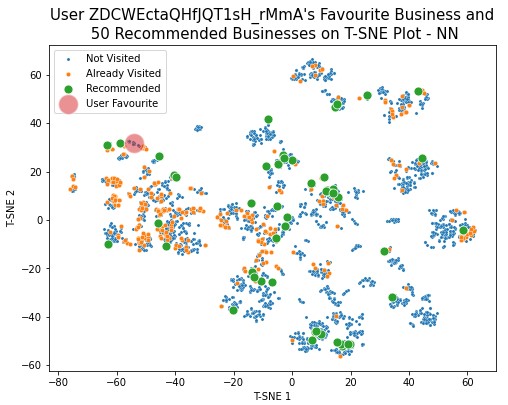 User ZDCWEctaQHfJQT1sH_rMmA's Favourite Business and
50 Recommended Businesses on T-SNE Plot - NN
Not Visited
Already Visited
Recommended
User Favourite
T-SNE 2
60
40
20
0
−20
−40
−60
−80
−60
−40
−20
0
20
40
60
T-SNE 1